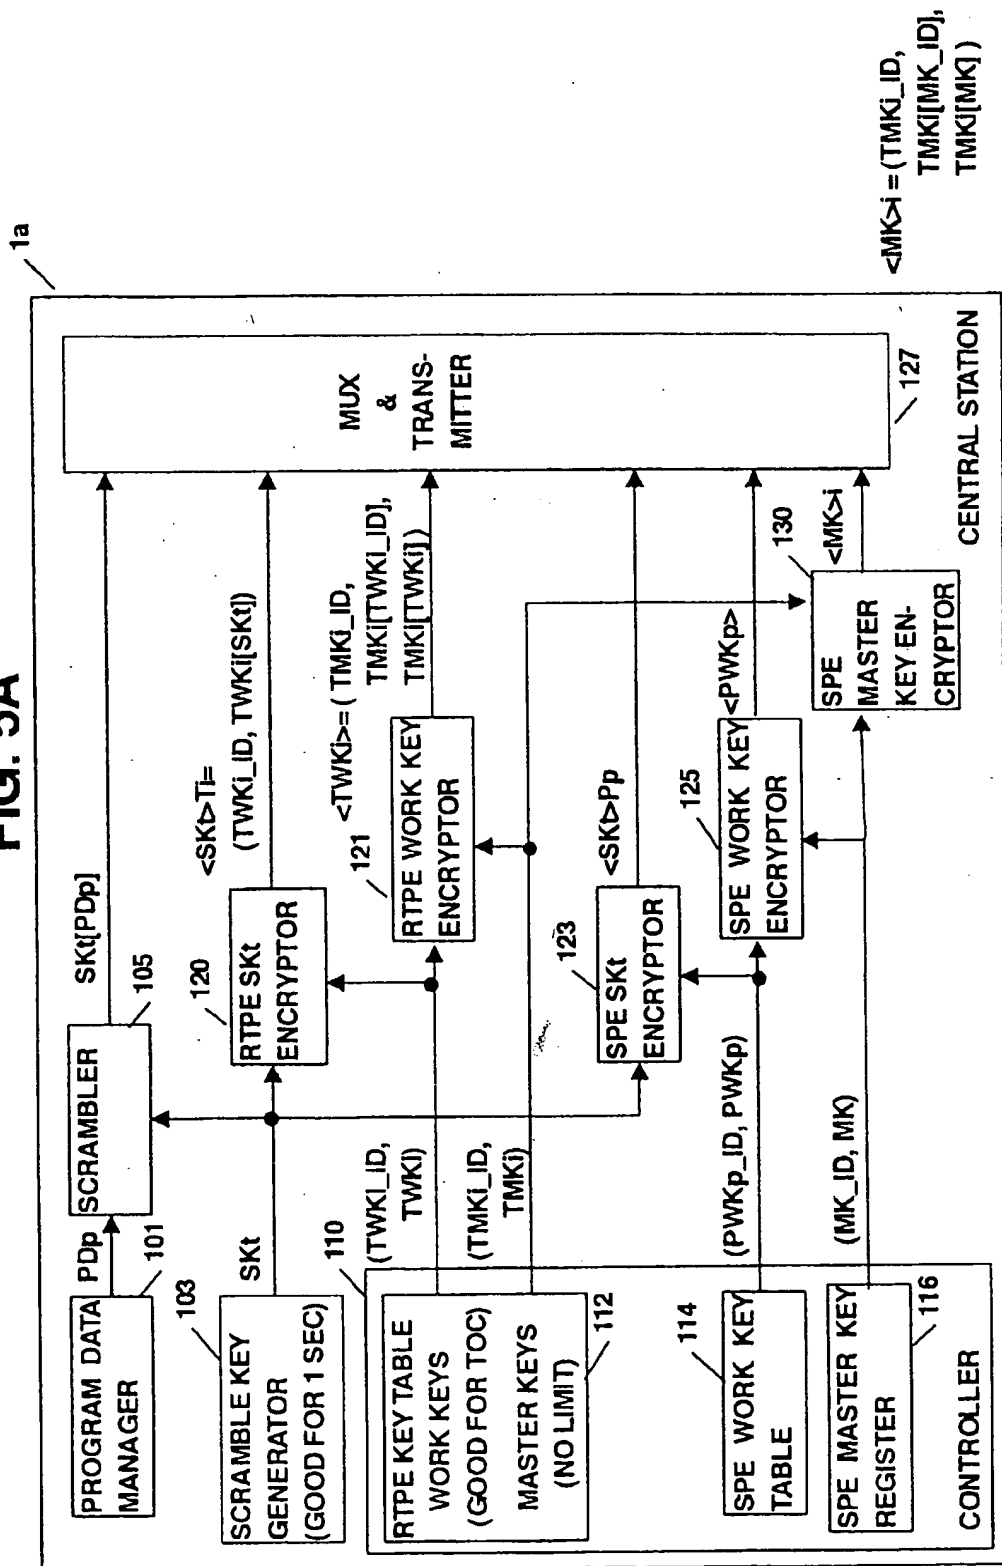 FIG. 5A
1a
PROGRAM DATA
MANAGER
101
PDp
SCRAMBLER
105
SKt[PDp]
MUX
&
TRANS-
MITTER
127
103
SCRAMBLE KEY
GENERATOR
(GOOD FOR 1 SEC)
SKt
120
RTPE SKt
ENCRYPTOR
<SKt>Ti=
(TWKi_ID, TWKi[SKt])
110
RTPE KEY TABLE
WORK KEYS
(GOOD FOR TOC)
MASTER KEYS
(NO LIMIT)
112
(TWKi_ID,
TWKi)
(TMKi_ID,
TMKi)
121
RTPE WORK KEY
ENCRYPTOR
<TWKi>=( TMKi_ID,
TMKi[TWKi_ID],
TMKi[TWKi] )
123
SPE SKt
ENCRYPTOR
<SKt>Pp
114
SPE WORK KEY
TABLE
(PWKp_ID, PWKp)
125
SPE WORK KEY
ENCRYPTOR
<PWKp>
SPE MASTER KEY
REGISTER
116
(MK_ID, MK)
130
SPE
MASTER
KEY EN-
CRYPTOR
<MK>i
CONTROLLER
CENTRAL STATION
<MK>i = (TMKi_ID,
TMKi[MK_ID],
TMKi[MK] )